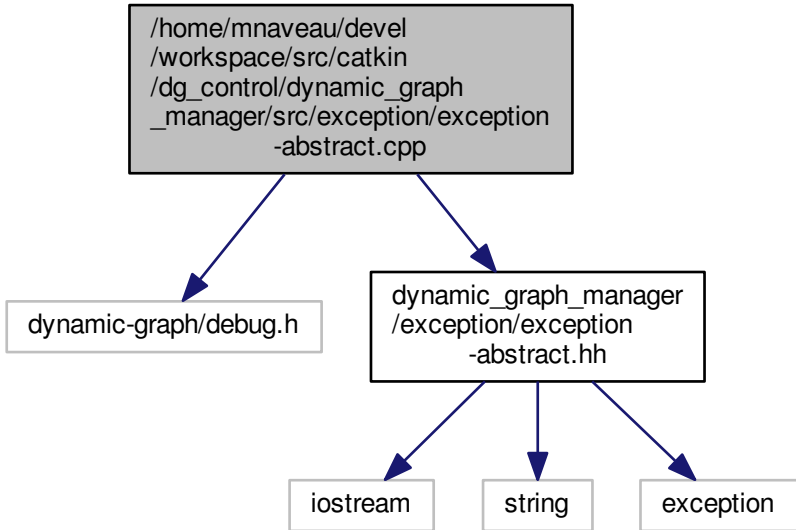 /home/mnaveau/devel
/workspace/src/catkin
/dg_control/dynamic_graph
_manager/src/exception/exception
-abstract.cpp
dynamic-graph/debug.h
dynamic_graph_manager
/exception/exception
-abstract.hh
iostream
string
exception